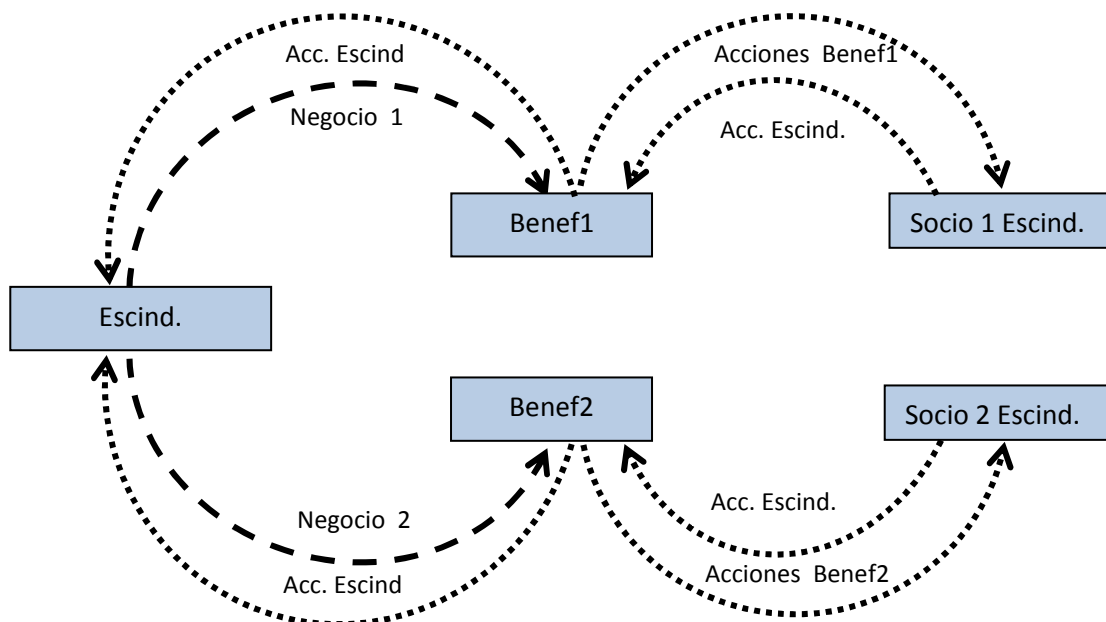 Acc. Escind
Acciones Benef1
Negocio 1
Acc. Escind.
Benef1
Socio 1 Escind.
Escind.
Benef2
Socio 2 Escind.
Negocio 2
Acc. Escind.
Acc. Escind
Acciones Benef2